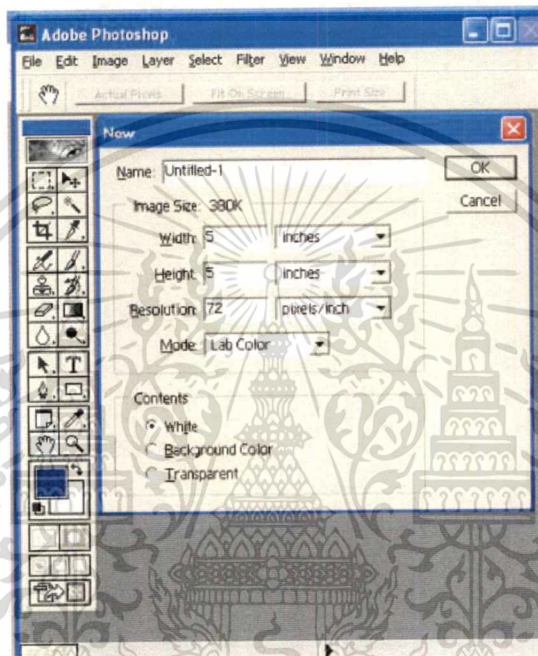 Adobe Photoshop
File Edit Image Layer Select Filter View Window Help
Actual Pixels Fit On Screen Print Size
New
Name: Untitled-1 OK
Image Size: 380K Cancel
Width: 5 inches
Height: 5 inches
Resolution: 72 pixels/inch
Mode: Lab Color
Contents
White
Background Color
Transparent
T